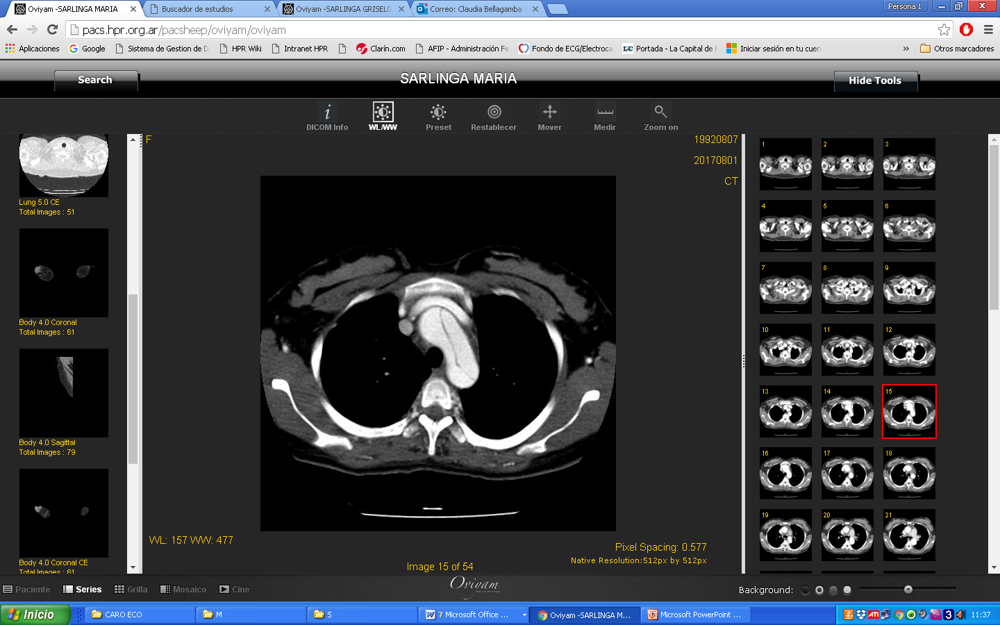 Oviyam -SARLINGA MARIA
Buscador de estudios
Oviyam -SARLINGA GRISELD
Correo: Claudia Bellagamba -
Persona 1
pacs.hpr.org.ar/pacsheep/oviyam/oviyam
Aplicaciones
Google
Sistema de Gestion de D
HPR Wiki
Intranet HPR
Clarín.com
AFIP - Administración Fe
Fondo de ECG/Electroca
LC Portada - La Capital de R
Iniciar sesión en tu cuen
»
Otros marcadores
Search
SARLINGA MARIA
Hide Tools
DICOM Info
WL/WW
Preset
Restablecer
Mover
Medir
Zoom on
Lung 5.0 CE
Total Images : 51
Body 4.0 Coronal
Total Images : 61
Body 4.0 Sagittal
Total Images : 79
Body 4.0 Coronal CE
Total Images : 61
F
19920807
20170801
CT
WL: 157 WW: 477
Pixel Spacing: 0.577
Native Resolution:512px by 512px
Image 15 of 54
1 2 3
4 5 6
7 8 9
10 11 12
13 14 15
16 17 18
19 20 21
Paciente
Series
Grilla
Mosaico
Cine
Oviyam
Background:
Inicio
CARO ECO
M
S
7 Microsoft Office ...
Oviyam -SARLINGA M...
Microsoft PowerPoint ...
ATI
3
11:37